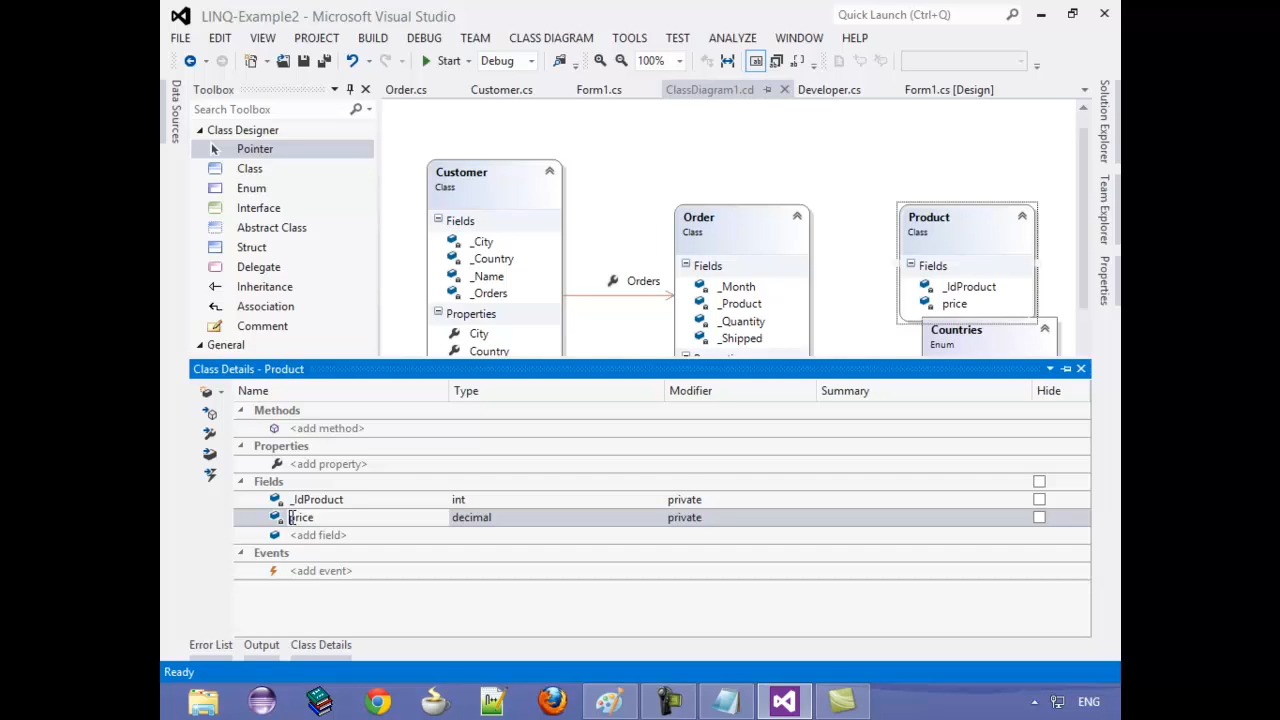 LINQ-Example2 - Microsoft Visual Studio
Quick Launch (Ctrl+Q)
FILE EDIT VIEW PROJECT BUILD DEBUG TEAM CLASS DIAGRAM TOOLS TEST ANALYZE WINDOW HELP
Start Debug 100%
Data Sources
Toolbox
Search Toolbox
Class Designer
Pointer
Class
Enum
Interface
Abstract Class
Struct
Delegate
Inheritance
Association
Comment
General
Order.cs Customer.cs Form1.cs ClassDiagram1.cd Developer.cs Form1.cs [Design]
Customer
Class
Fields
_City
_Country
_Name
_Orders
Properties
City
Country
Orders
Order
Class
Fields
_Month
_Product
_Quantity
_Shipped
Product
Class
Fields
_IdProduct
price
Countries
Enum
Solution Explorer
Team Explorer
Properties
Class Details - Product
Name Type Modifier Summary Hide
Methods
<add method>
Properties
<add property>
Fields
_IdProduct int private
price decimal private
<add field>
Events
<add event>
Error List Output Class Details
Ready
ENG